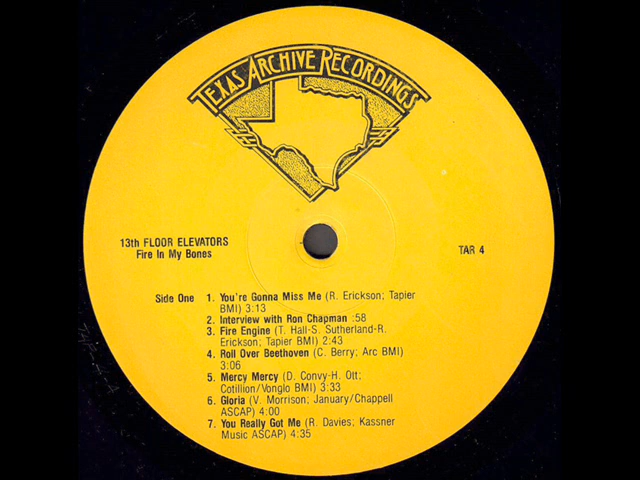 TEXAS ARCHIVE RECORDINGS
13th FLOOR ELEVATORS
Fire In My Bones
TAR 4
Side One 1. You're Gonna Miss Me (R. Erickson; Tapier
BMI) 3:13
2. Interview with Ron Chapman :58
3. Fire Engine (T. Hall-S. Sutherland-R.
Erickson; Tapier BMI) 2:43
4. Roll Over Beethoven (C. Berry; Arc BMI)
3:06
5. Mercy Mercy (D. Convy-H. Ott;
Cotillion/Vonglo BMI) 3:33
6. Gloria (V. Morrison; January/Chappell
ASCAP) 4:00
7. You Really Got Me (R. Davies; Kassner
Music ASCAP) 4:35